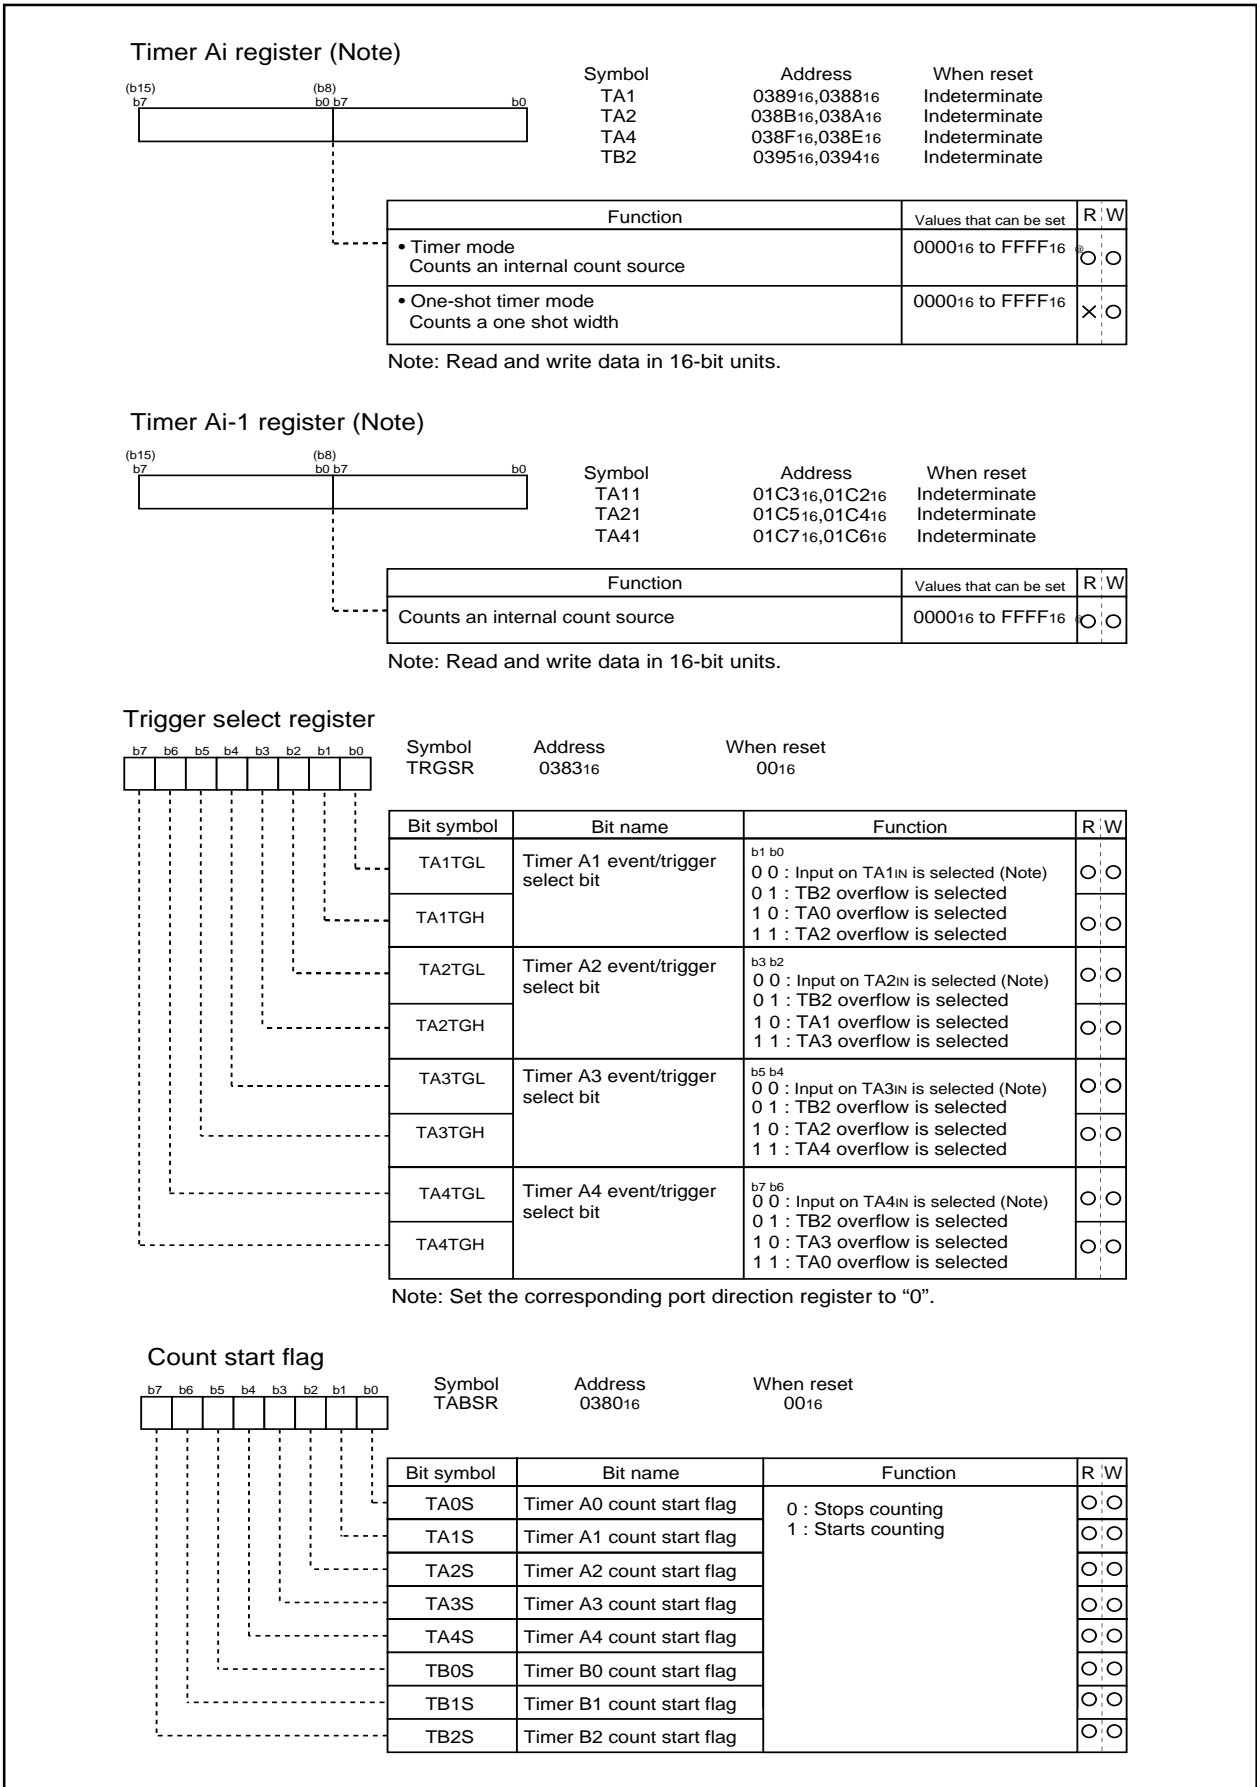 Timer Ai register (Note)
Symbol Address When reset
(b15) (b8)
b7 b0 b7 b0
TA1 038916,038816 Indeterminate
TA2 038B16,038A16 Indeterminate
TA4 038F16,038E16 Indeterminate
TB2 039516,039416 Indeterminate
Function Values that can be set R W
• Timer mode 000016 to FFFF16 @
Counts an internal count source
• One-shot timer mode 000016 to FFFF16
Counts a one shot width
Note: Read and write data in 16-bit units.
Timer Ai-1 register (Note)
(b15) (b8)
b7 b0 b7 b0
Symbol Address When reset
TA11 01C316,01C216 Indeterminate
TA21 01C516,01C416 Indeterminate
TA41 01C716,01C616 Indeterminate
Function Values that can be set R W
Counts an internal count source 000016 to FFFF16
Note: Read and write data in 16-bit units.
Trigger select register
b7 b6 b5 b4 b3 b2 b1 b0
Symbol Address When reset
TRGSR 038316 0016
Bit symbol Bit name Function R W
TA1TGL Timer A1 event/trigger
select bit
b1 b0
0 0 : Input on TA1IN is selected (Note)
0 1 : TB2 overflow is selected
TA1TGH 1 0 : TA0 overflow is selected
1 1 : TA2 overflow is selected
TA2TGL Timer A2 event/trigger
select bit
b3 b2
0 0 : Input on TA2IN is selected (Note)
0 1 : TB2 overflow is selected
TA2TGH 1 0 : TA1 overflow is selected
1 1 : TA3 overflow is selected
TA3TGL Timer A3 event/trigger
select bit
b5 b4
0 0 : Input on TA3IN is selected (Note)
0 1 : TB2 overflow is selected
TA3TGH 1 0 : TA2 overflow is selected
1 1 : TA4 overflow is selected
TA4TGL Timer A4 event/trigger
select bit
b7 b6
0 0 : Input on TA4IN is selected (Note)
0 1 : TB2 overflow is selected
TA4TGH 1 0 : TA3 overflow is selected
1 1 : TA0 overflow is selected
Note: Set the corresponding port direction register to “0”.
Count start flag
b7 b6 b5 b4 b3 b2 b1 b0
Symbol Address When reset
TABSR 038016 0016
Bit symbol Bit name Function R W
TA0S Timer A0 count start flag 0 : Stops counting
TA1S Timer A1 count start flag 1 : Starts counting
TA2S Timer A2 count start flag
TA3S Timer A3 count start flag
TA4S Timer A4 count start flag
TB0S Timer B0 count start flag
TB1S Timer B1 count start flag
TB2S Timer B2 count start flag